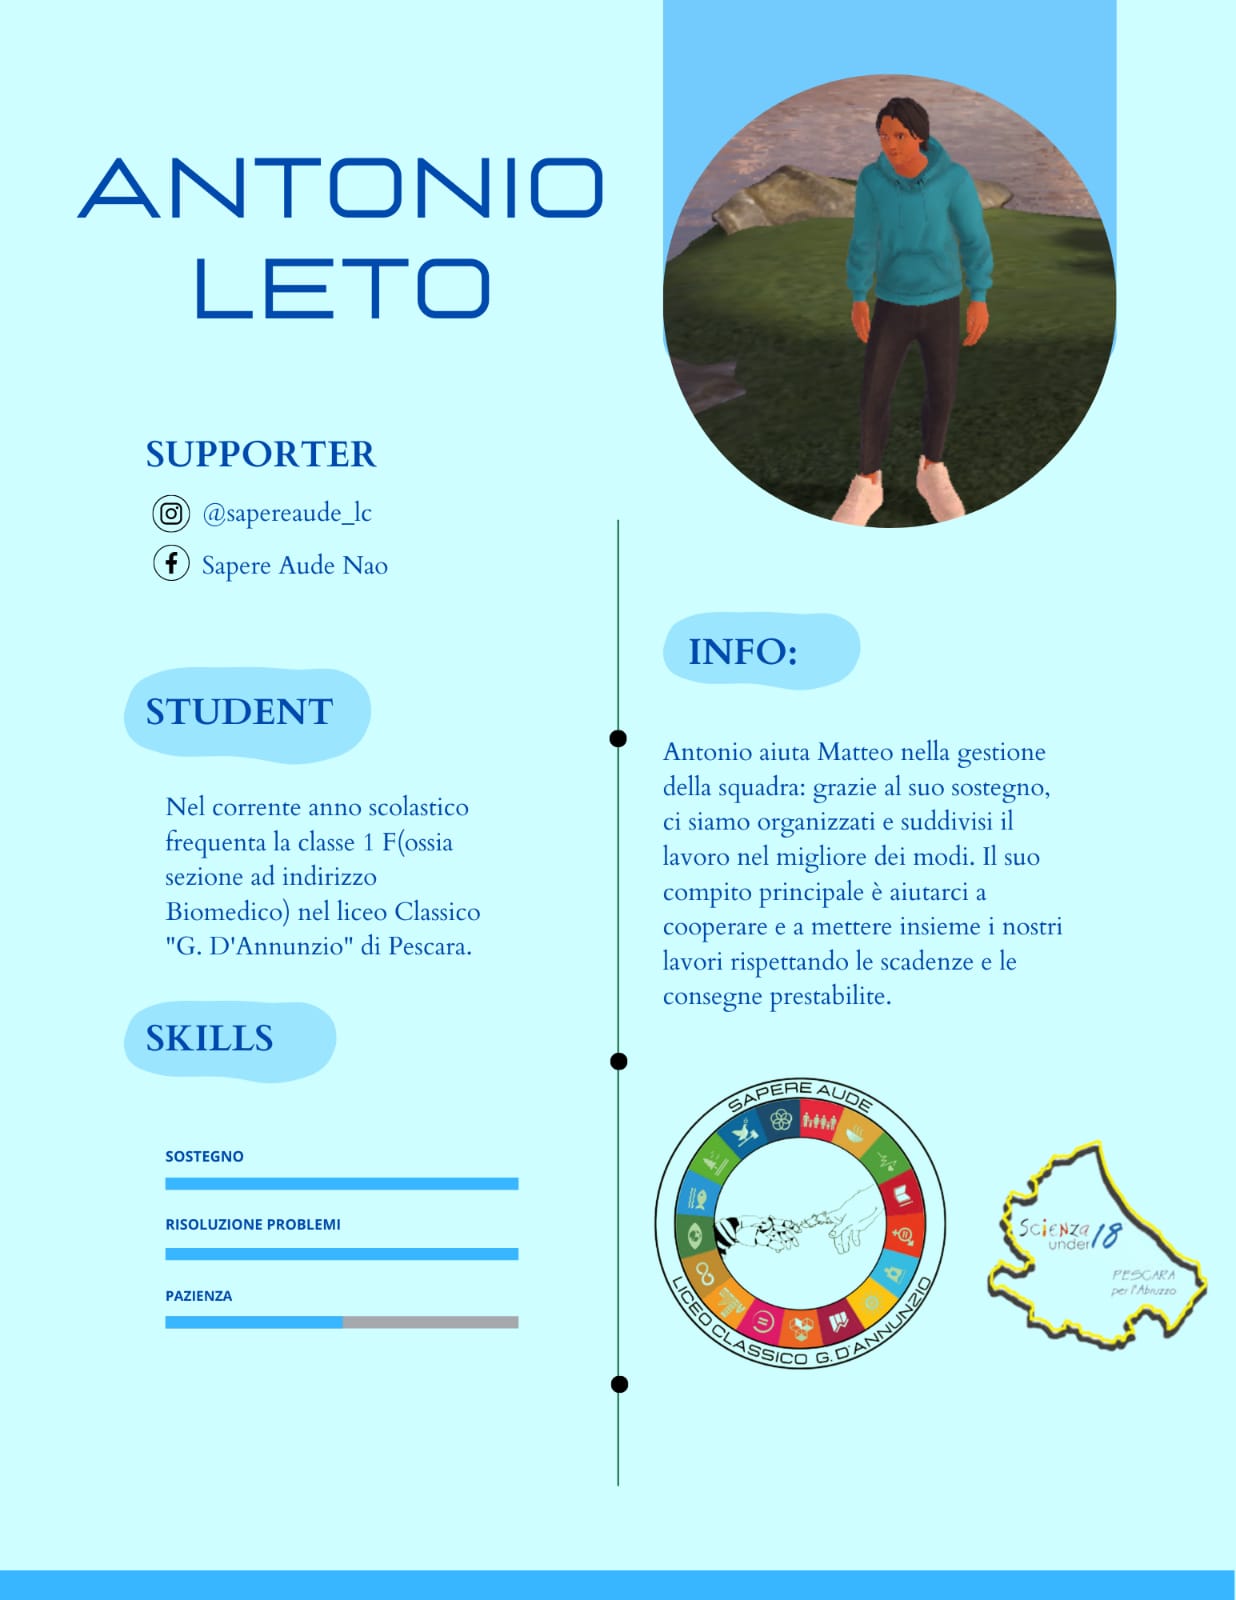 ANTONIO
LETO
SUPPORTER
@sapereaude_lc
Sapere Aude Nao
STUDENT
Nel corrente anno scolastico
frequenta la classe 1 F(ossia
sezione ad indirizzo
Biomedico) nel liceo Classico
"G. D'Annunzio" di Pescara.
SKILLS
SOSTEGNO
RISOLUZIONE PROBLEMI
PAZIENZA
INFO:
Antonio aiuta Matteo nella gestione
della squadra: grazie al suo sostegno,
ci siamo organizzati e suddivisi il
lavoro nel migliore dei modi. Il suo
compito principale è aiutarci a
cooperare e a mettere insieme i nostri
lavori rispettando le scadenze e le
consegne prestabilite.
SAPERE AUDE
LICEO CLASSICO G. D'ANNUNZIO
Scienza
under18
PESCARA
per l'Abruzzo